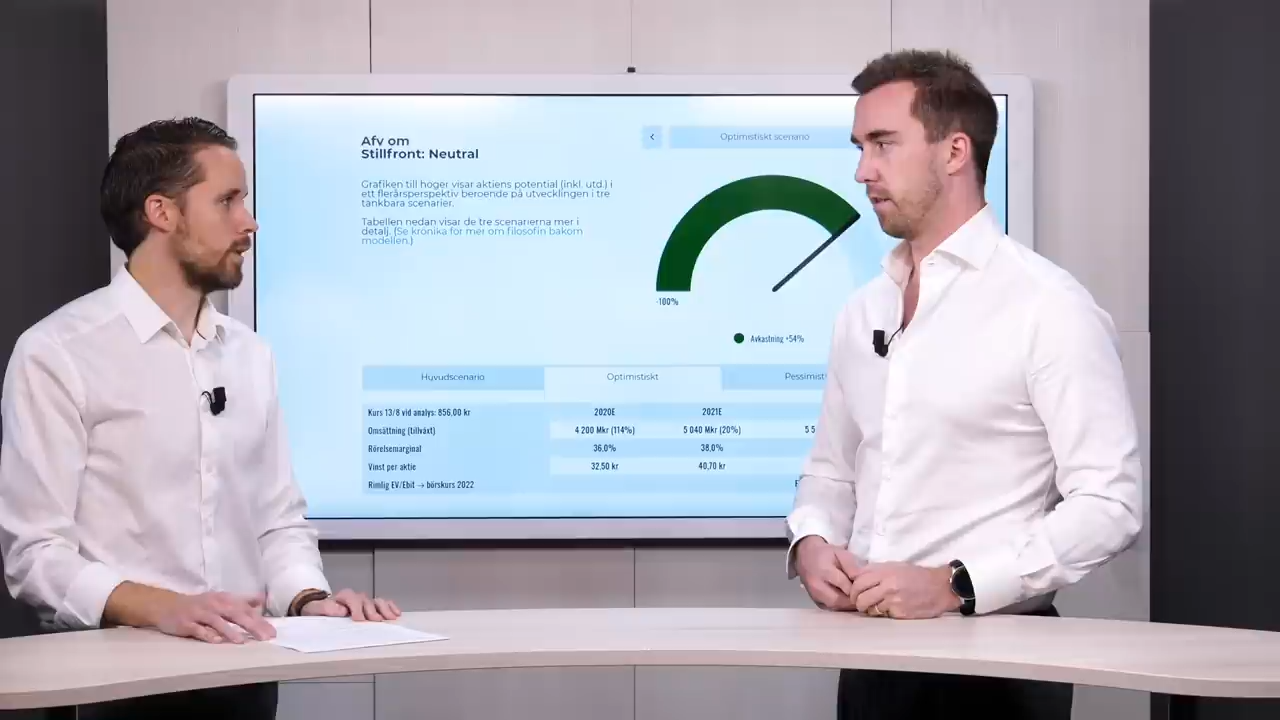 Afv om
Stillfront: Neutral
Grafiken till höger visar aktiens potential (inkl. utd.) i
ett flerårsperspektiv beroende på utvecklingen i tre
tänkbara scenarier.
Tabellen nedan visar de tre scenarierna mer i
detalj. (Se krönika för mer om filosofin bakom
modellen.)
Optimistiskt scenario
-100%
Avkastning +54%
Huvudscenario Optimistiskt Pessimist
Kurs 13/8 vid analys: 856,00 kr 2020E 2021E
Omsättning (tillväxt) 4 200 Mkr (114%) 5 040 Mkr (20%) 5 5
Rörelsemarginal 36,0% 38,0%
Vinst per aktie 32,50 kr 40,70 kr
Rimlig EV/Ebit → börskurs 2022 E